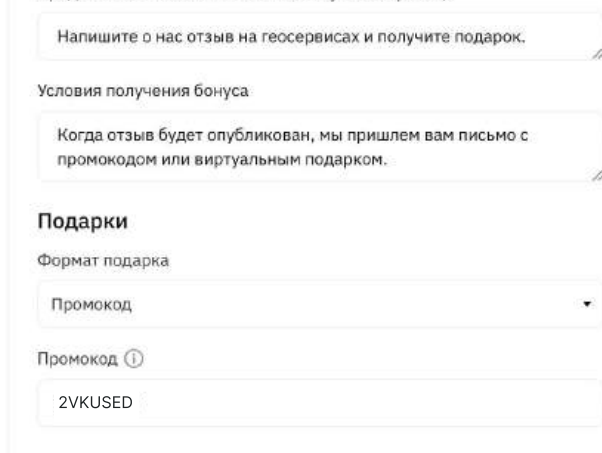 Напишите о нас отзыв на геосервисах и получите подарок.
Условия получения бонуса
Когда отзыв будет опубликован, мы пришлем вам письмо с
промокодом или виртуальным подарком.
Подарки
Формат подарка
Промокод
Промокод
2VKUSED